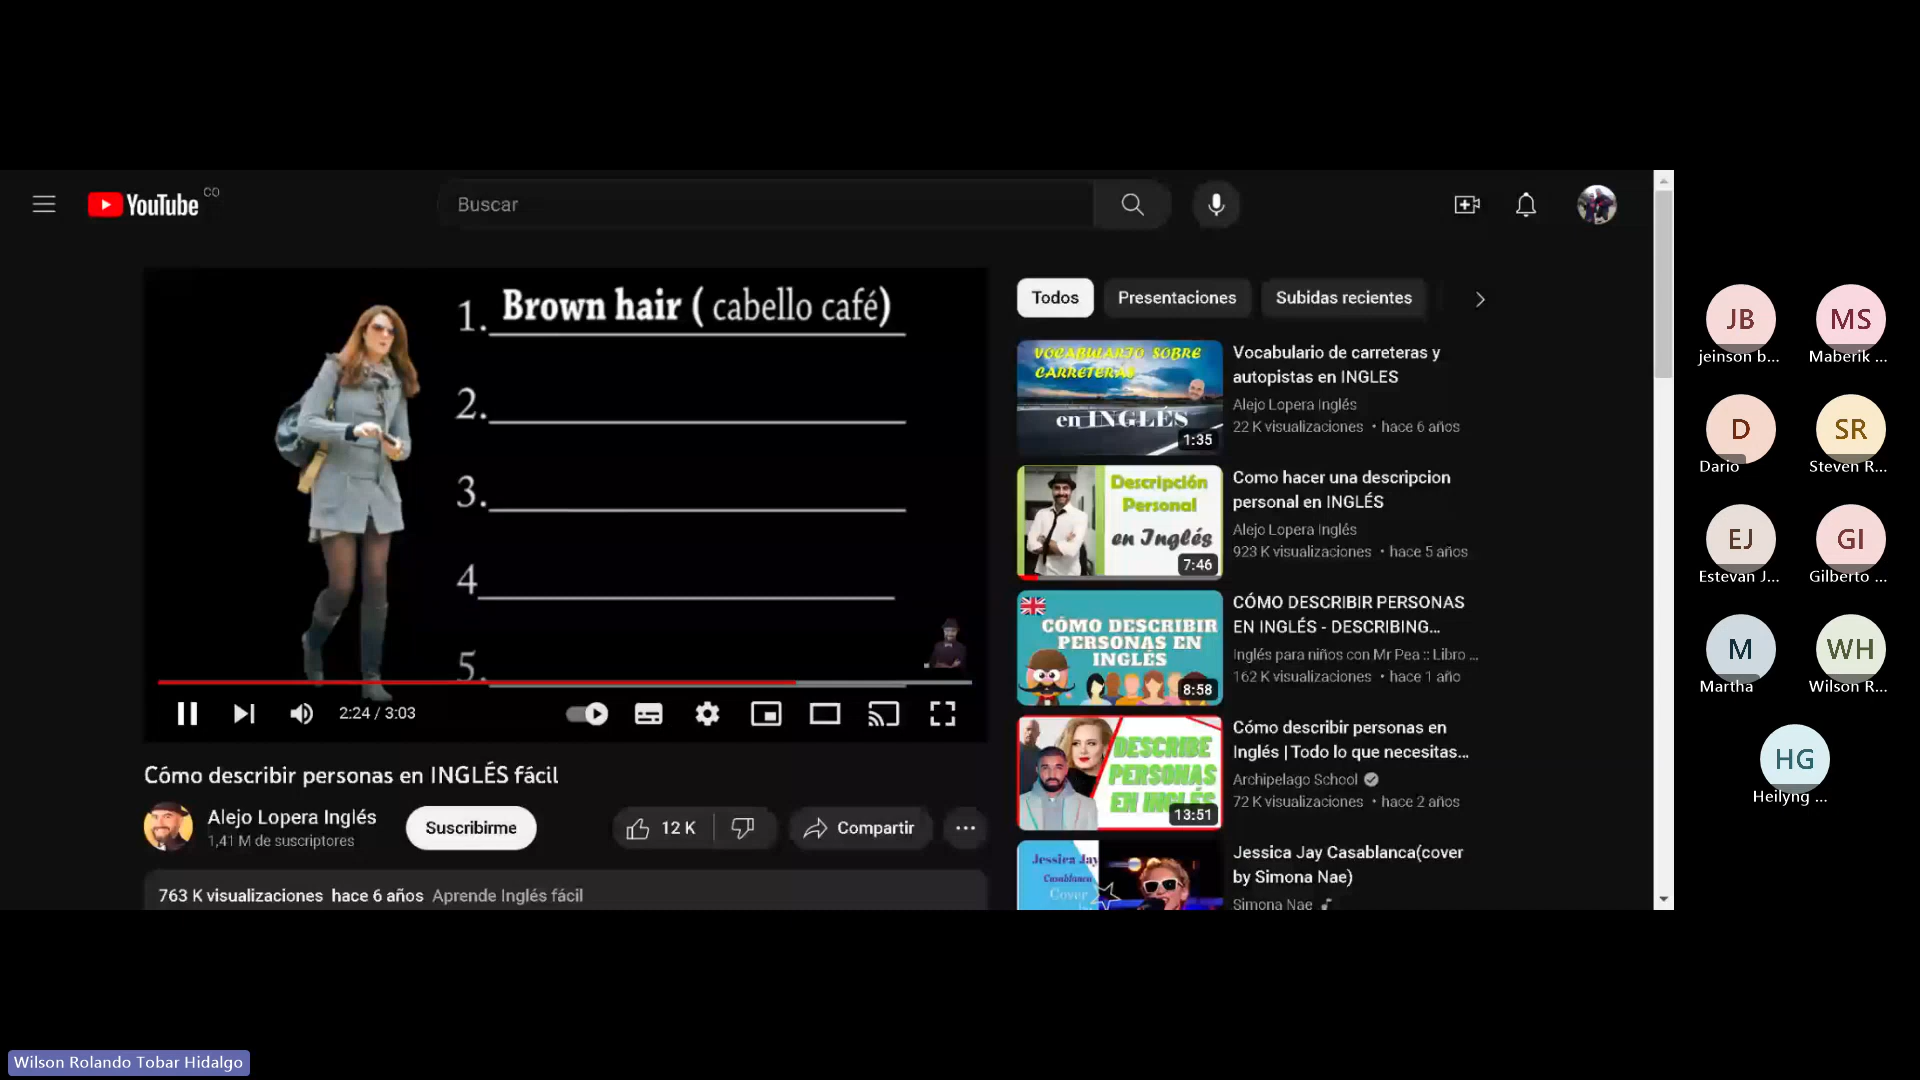 YouTube CO
Buscar
1. Brown hair ( cabello café)
2.
3.
4
5.
2:24 / 3:03
Cómo describir personas en INGLÉS fácil
Alejo Lopera Inglés
1,41 M de suscriptores
Suscribirme
12 K
Compartir
763 K visualizaciones hace 6 años Aprende Inglés fácil
Todos
Presentaciones
Subidas recientes
VOCABULARIO SOBRE
CARRETERAS
en INGLÉS
1:35
Vocabulario de carreteras y
autopistas en INGLES
Alejo Lopera Inglés
22 K visualizaciones • hace 6 años
Descripción
Personal
en Inglés
7:46
Como hacer una descripcion
personal en INGLÉS
Alejo Lopera Inglés
923 K visualizaciones • hace 5 años
CÓMO DESCRIBIR
PERSONAS EN
INGLÉS
8:58
CÓMO DESCRIBIR PERSONAS
EN INGLÉS - DESCRIBING...
Inglés para niños con Mr Pea :: Libro ...
162 K visualizaciones • hace 1 año
DESCRIBE
PERSONAS
EN INGLÉS
13:51
Cómo describir personas en
Inglés | Todo lo que necesitas...
Archipelago School
72 K visualizaciones • hace 2 años
Jessica Jay
Casablanca
Cover
Jessica Jay Casablanca(cover
by Simona Nae)
Simona Nae
JB
jeinson b...
MS
Maberik ...
D
Dario
SR
Steven R...
EJ
Estevan J...
GI
Gilberto ...
M
Martha
WH
Wilson R...
HG
Heilyng ...
Wilson Rolando Tobar Hidalgo